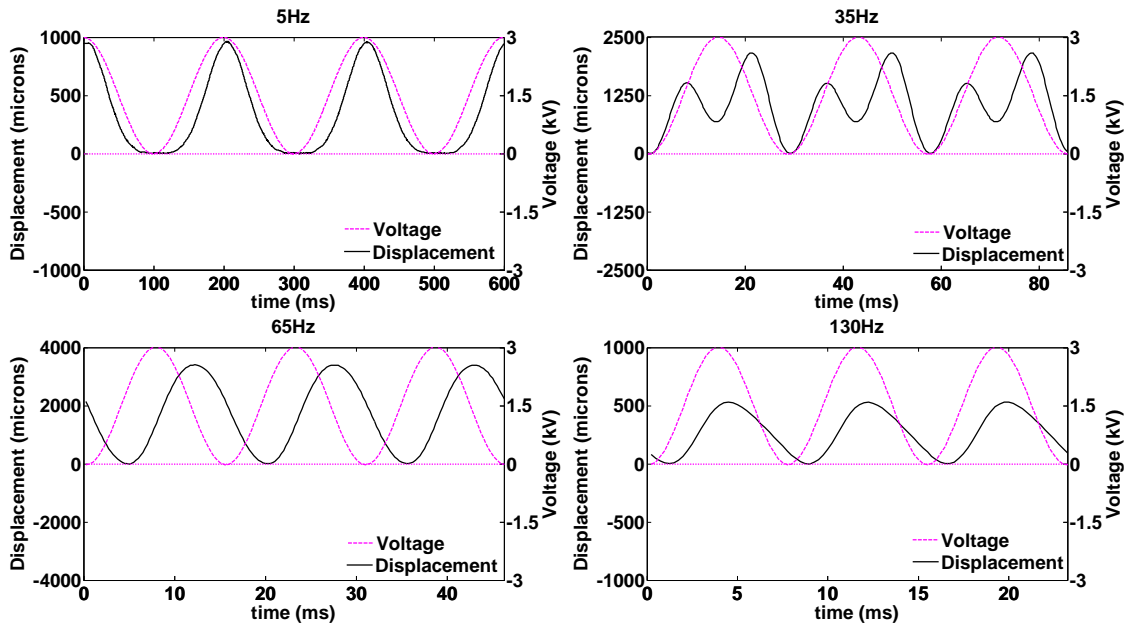 5Hz
1000
500
0
-500
-1000
Displacement (microns)
3
1.5
0
-1.5
-3
Voltage (kV)
Voltage
Displacement
0 100 200 300 400 500 600
time (ms)
35Hz
2500
1250
0
-1250
-2500
Displacement (microns)
3
1.5
0
-1.5
-3
Voltage (kV)
Voltage
Displacement
0 20 40 60 80
time (ms)
65Hz
4000
2000
0
-2000
-4000
Displacement (microns)
3
1.5
0
-1.5
-3
Voltage (kV)
Voltage
Displacement
0 10 20 30 40
time (ms)
130Hz
1000
500
0
-500
-1000
Displacement (microns)
3
1.5
0
-1.5
-3
Voltage (kV)
Voltage
Displacement
0 5 10 15 20
time (ms)